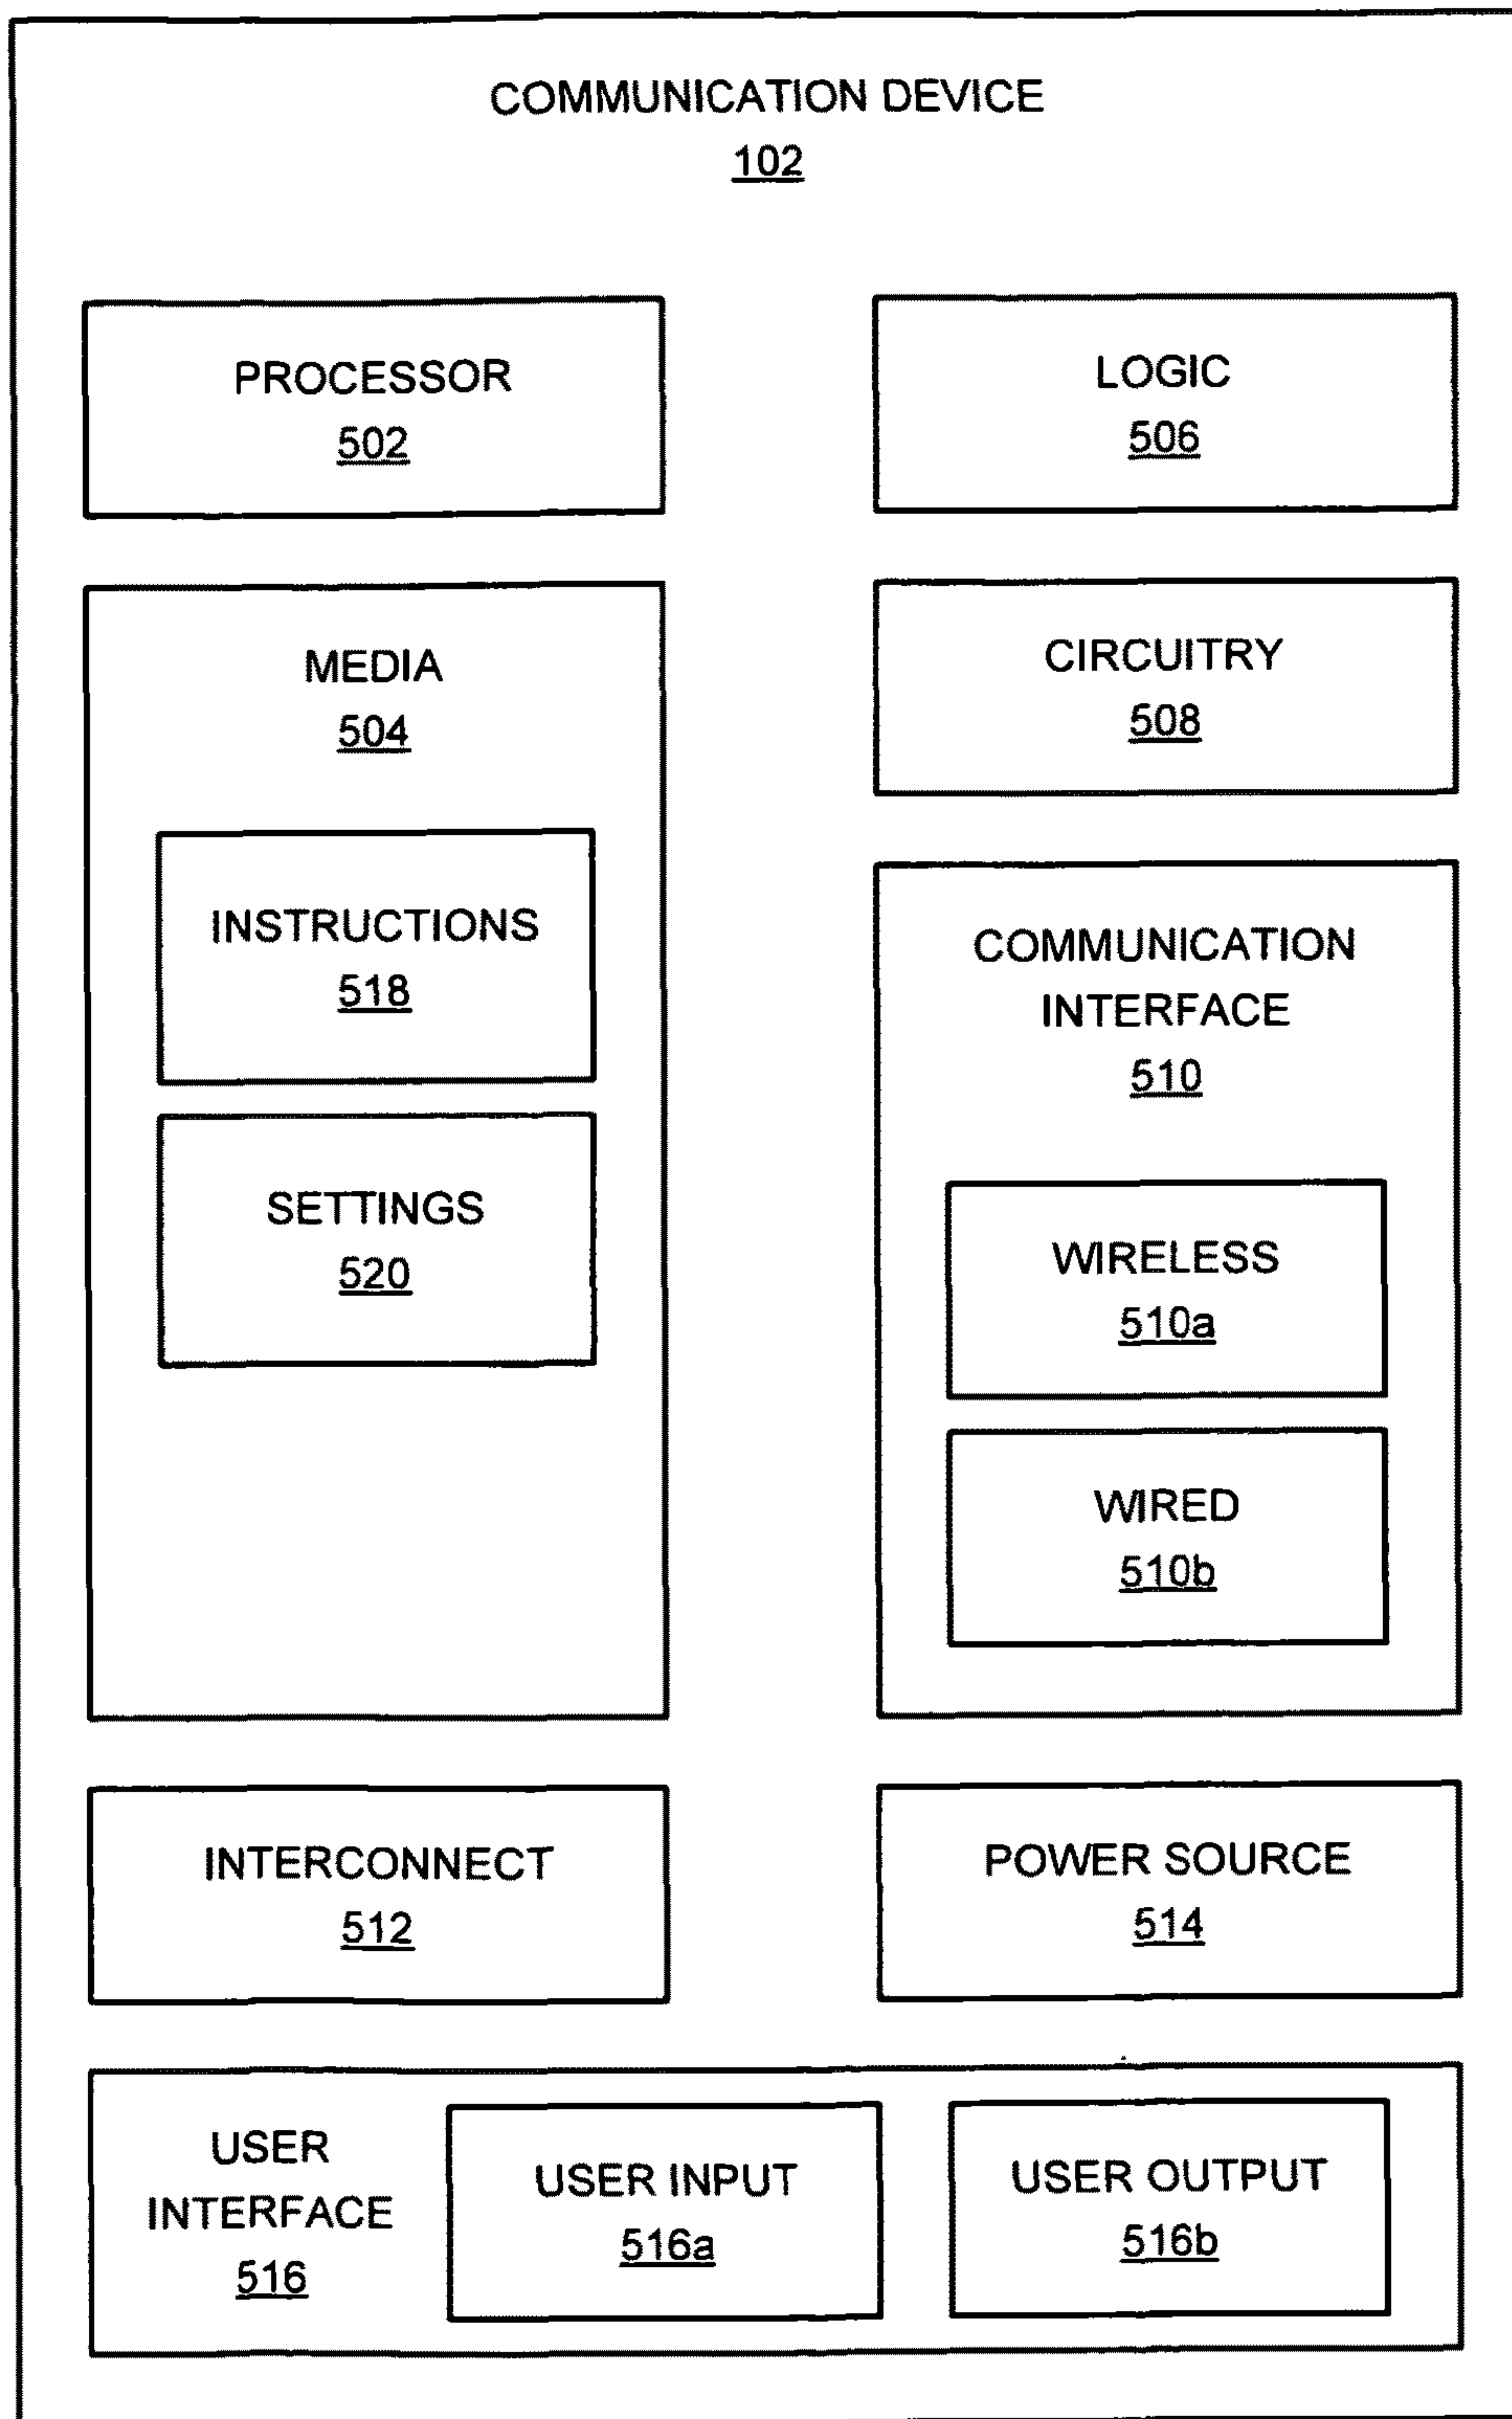 COMMUNICATION DEVICE
102
PROCESSOR
502
LOGIC
506
MEDIA
504
CIRCUITRY
508
INSTRUCTIONS
518
SETTINGS
520
COMMUNICATION
INTERFACE
510
WIRELESS
510a
WIRED
510b
INTERCONNECT
512
POWER SOURCE
514
USER
INTERFACE
516
USER INPUT
516a
USER OUTPUT
516b